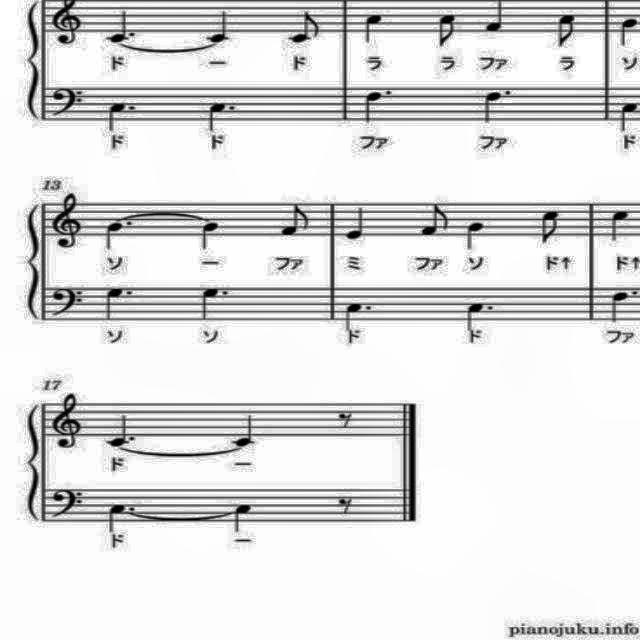 ド ー ド ラ ラ ファ ラ ソ
ド ド ファ ファ ド
13
ソ ー ファ ミ ファ ソ ド↑ ド↑
ソ ソ ド ド ファ
17
ド ー
ド ー
pianojuku.info